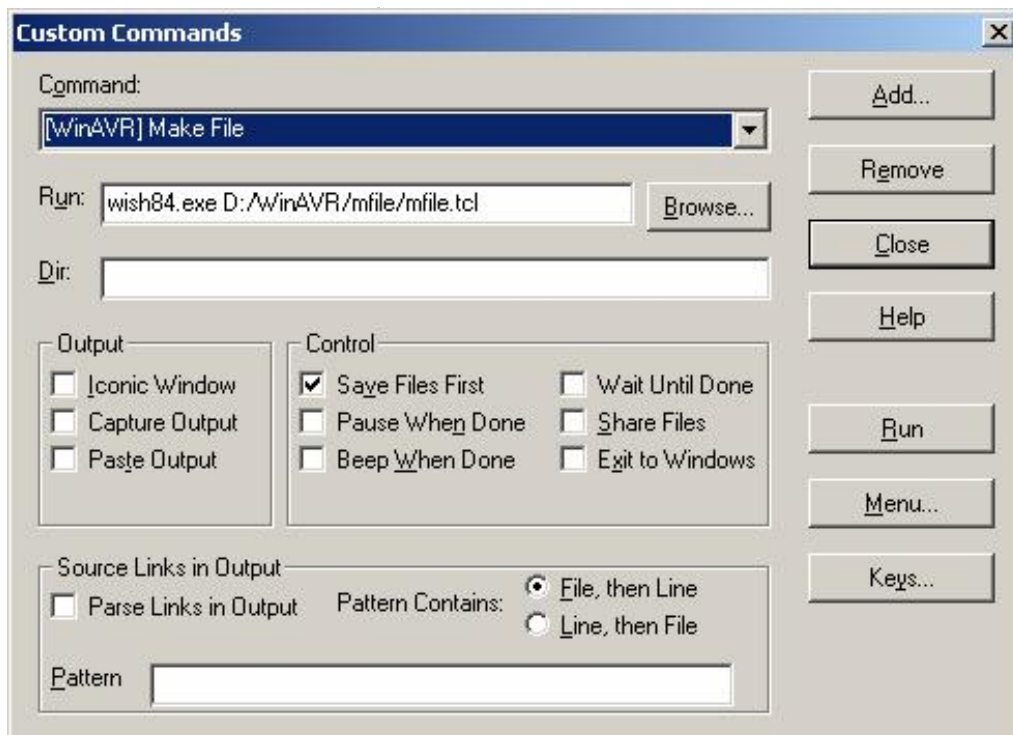 Custom Commands
Command:
[WinAVR] Make File
Run:
wish84.exe D:/WinAVR/mfile/mfile.tcl
Browse...
Dir:
Output
Iconic Window
Capture Output
Paste Output
Control
Save Files First
Pause When Done
Beep When Done
Wait Until Done
Share Files
Exit to Windows
Source Links in Output
Parse Links in Output
Pattern Contains:
File, then Line
Line, then File
Pattern
Add...
Remove
Close
Help
Run
Menu...
Keys...